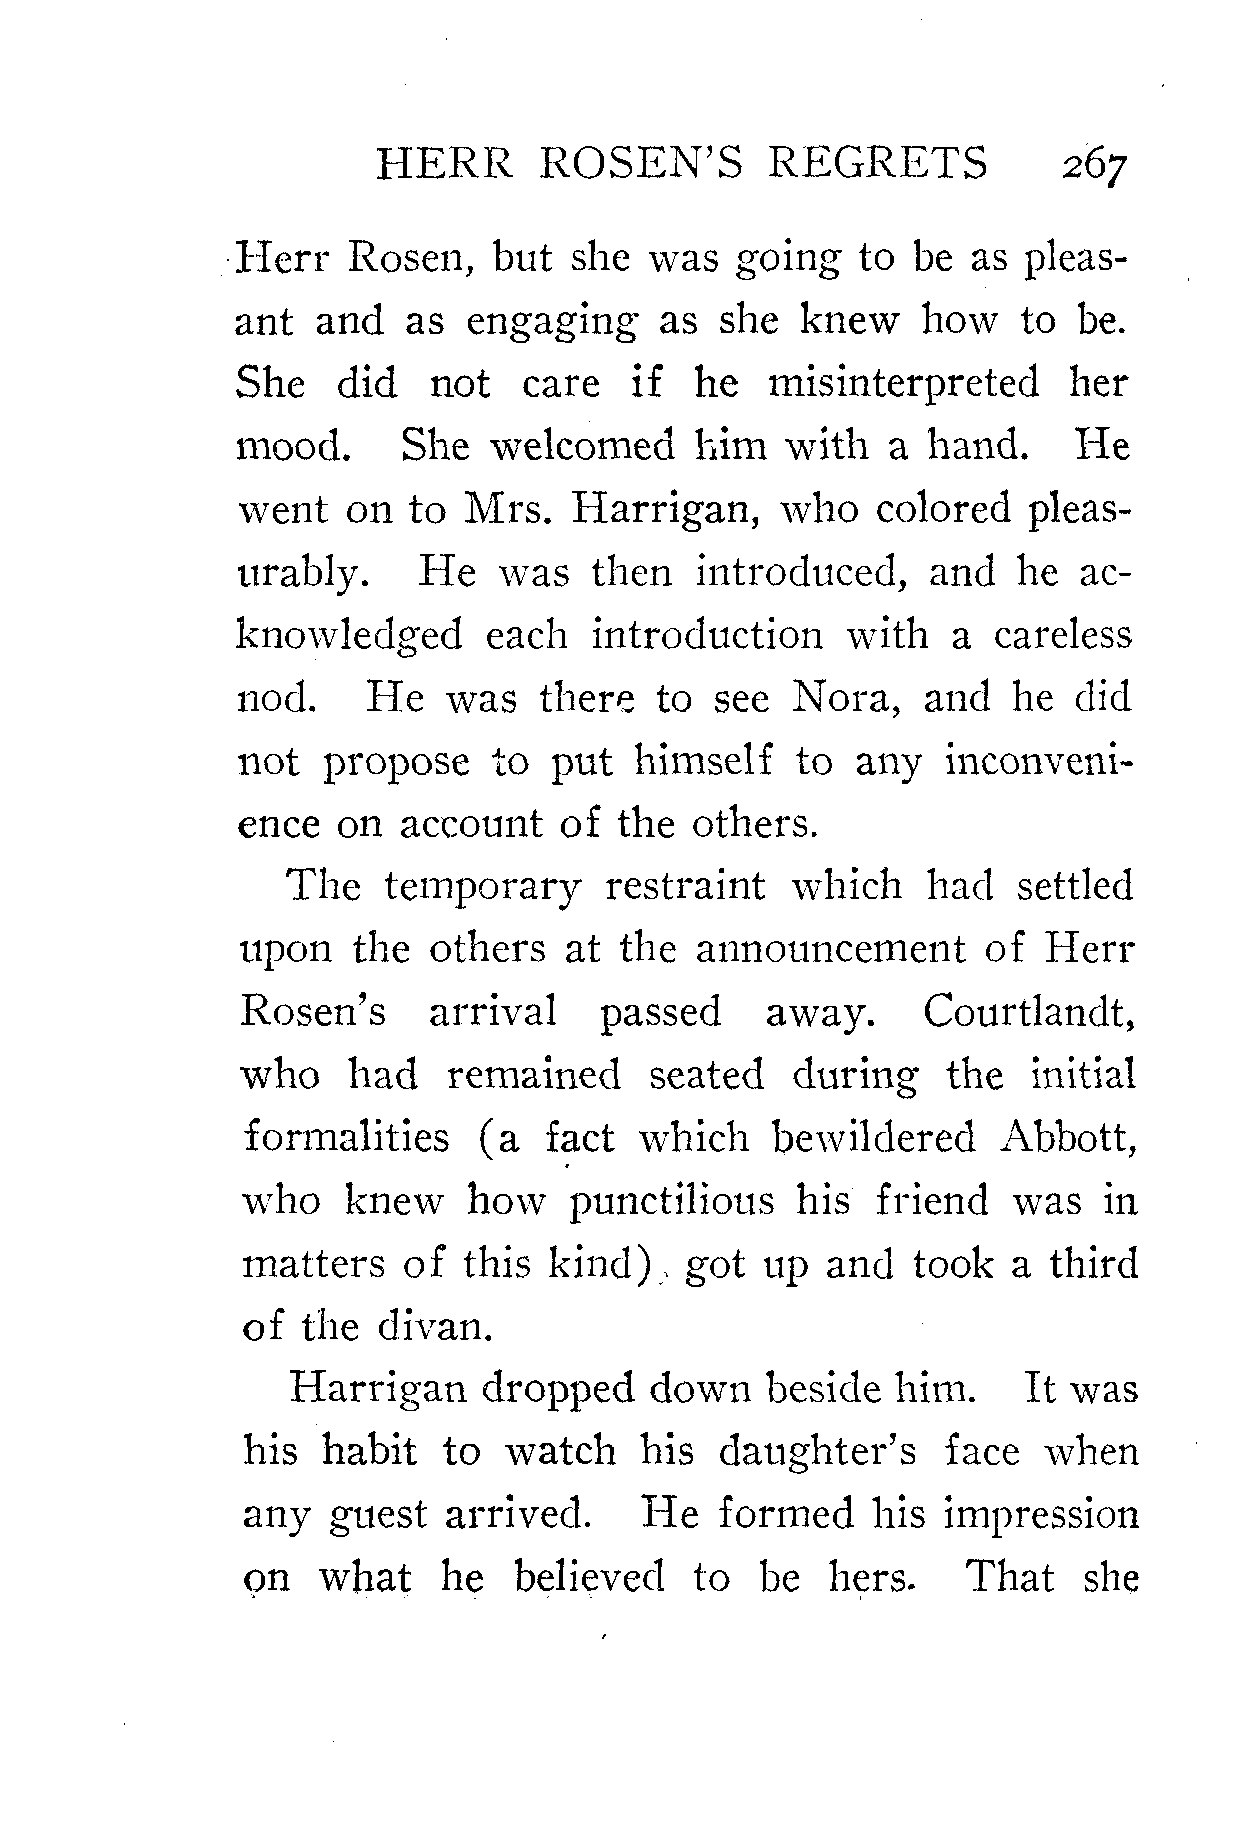 HERR ROSEN'S REGRETS 267
Herr Rosen, but she was going to be as pleas-
ant and as engaging as she knew how to be.
She did not care if he misinterpreted her
mood. She welcomed him with a hand. He
went on to Mrs. Harrigan, who colored pleas-
urably. He was then introduced, and he ac-
knowledged each introduction with a careless
nod. He was there to see Nora, and he did
not propose to put himself to any inconveni-
ence on account of the others.
The temporary restraint which had settled
upon the others at the announcement of Herr
Rosen's arrival passed away. Courtlandt,
who had remained seated during the initial
formalities (a fact which bewildered Abbott,
who knew how punctilious his friend was in
matters of this kind), got up and took a third
of the divan.
Harrigan dropped down beside him. It was
his habit to watch his daughter's face when
any guest arrived. He formed his impression
on what he believed to be hers. That she